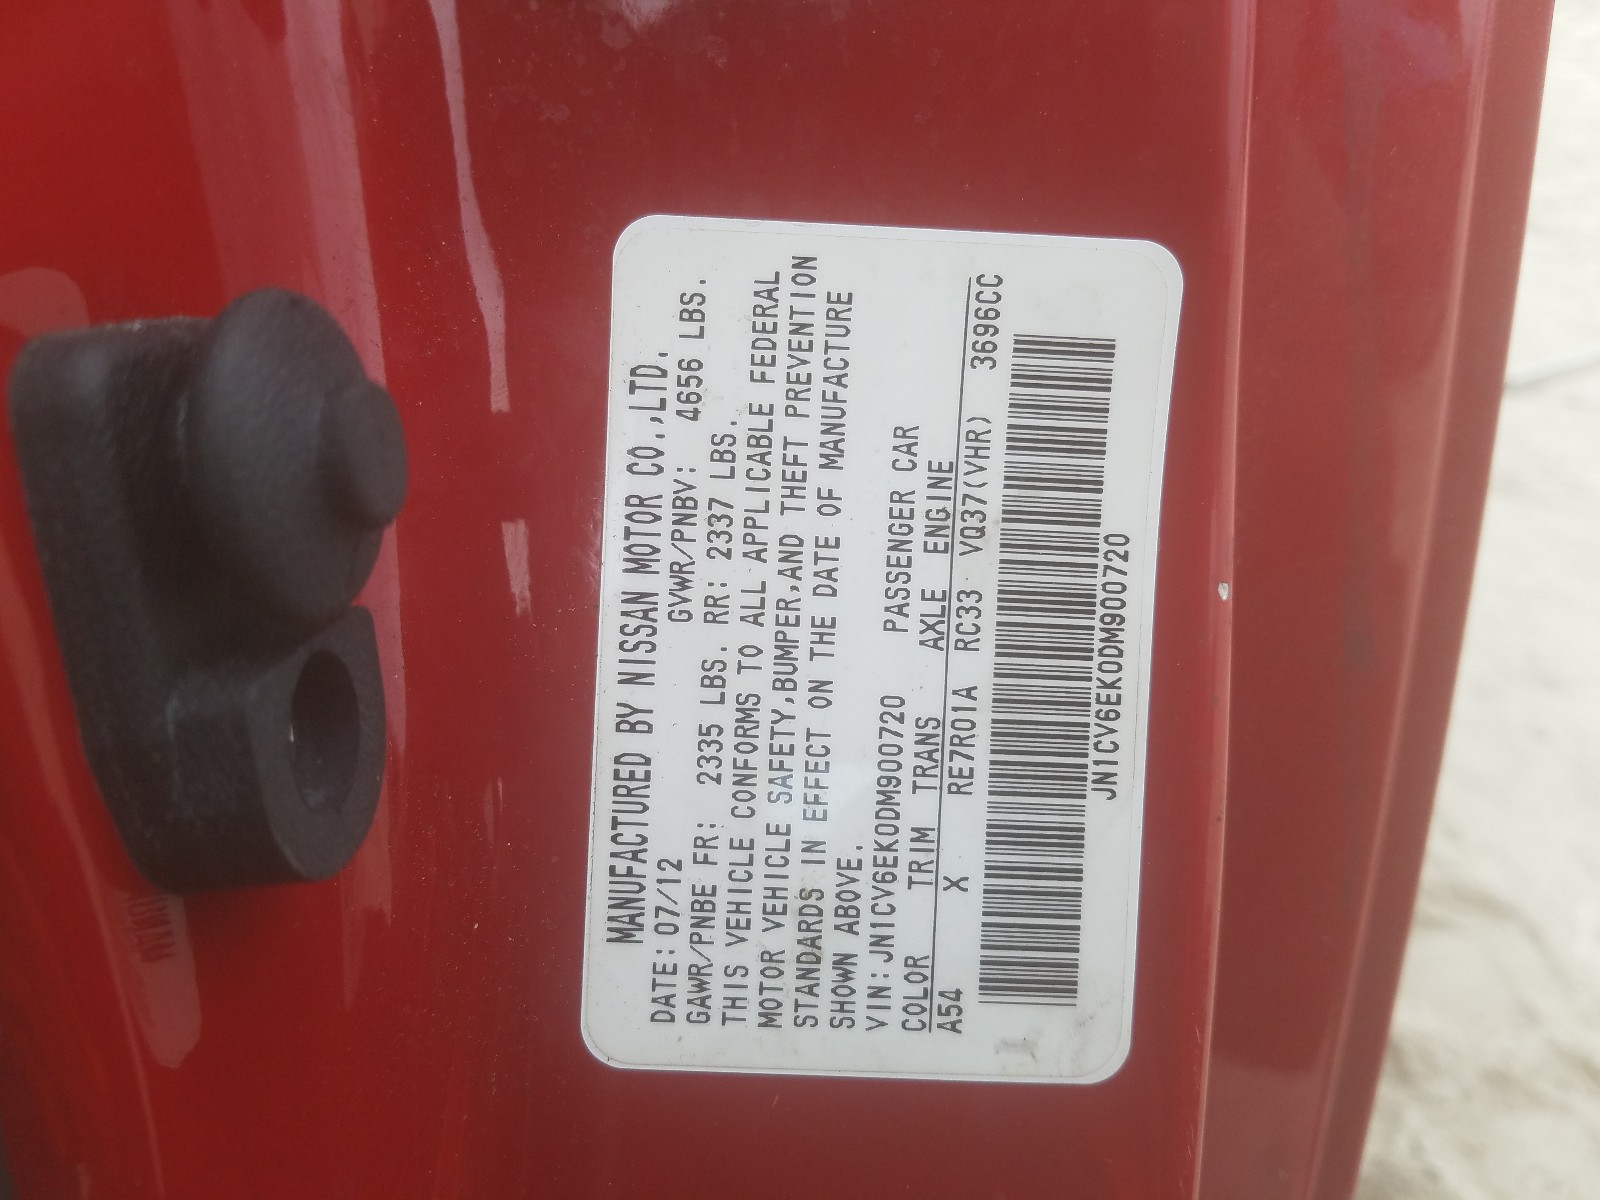 MANUFACTURED BY NISSAN MOTOR CO.,LTD.
DATE: 07/12 GVWR/PNBV: 4656 LBS.
GAWR/PNBE FR: 2335 LBS. RR: 2337 LBS.
THIS VEHICLE CONFORMS TO ALL APPLICABLE FEDERAL
MOTOR VEHICLE SAFETY,BUMPER,AND THEFT PREVENTION
STANDARDS IN EFFECT ON THE DATE OF MANUFACTURE
SHOWN ABOVE.
VIN: JN1CV6EK0DM900720 PASSENGER CAR
COLOR TRIM TRANS AXLE ENGINE
A54 X RE7R01A RC33 VQ37(VHR) 3696CC
JN1CV6EK0DM900720